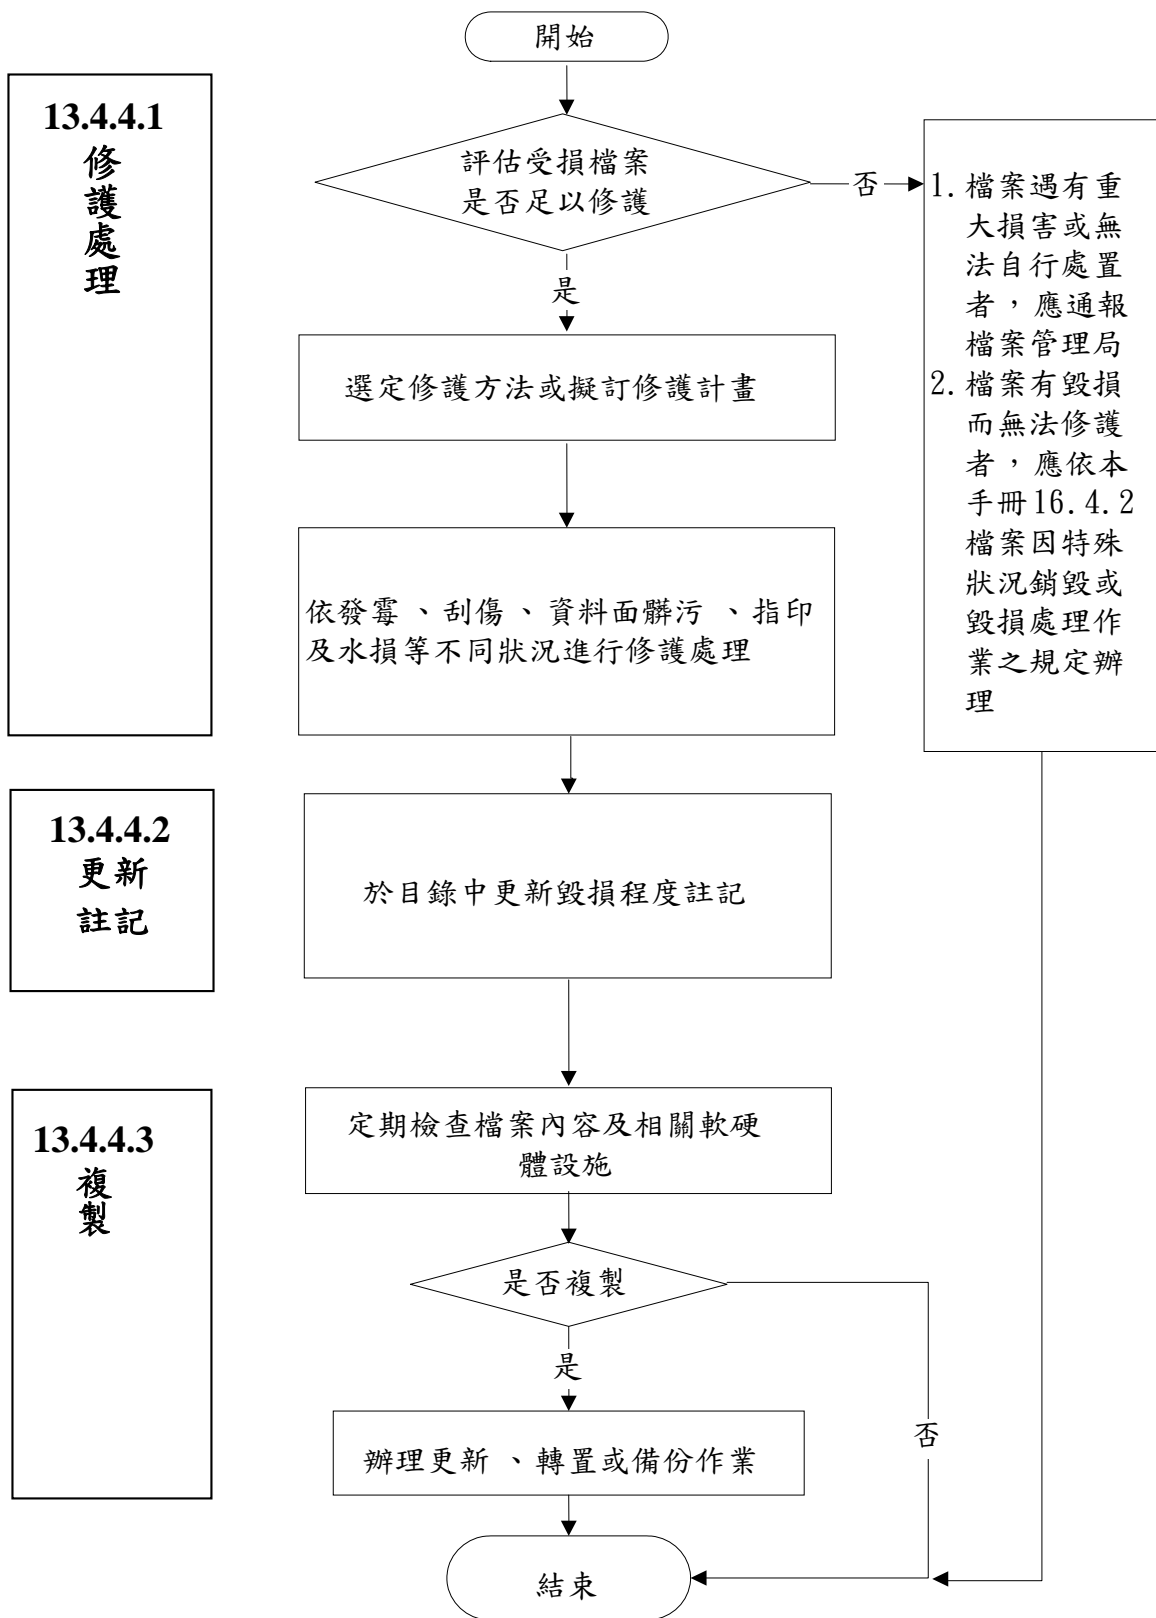 開始
13.4.4.1
修
護
處
理
評估受損檔案
是否足以修護
否
1. 檔案遇有重
大損害或無
法自行處置
者，應通報
檔案管理局
2. 檔案有毀損
而無法修護
者，應依本
手冊16.4.2
檔案因特殊
狀況銷毀或
毀損處理作
業之規定辦
理
是
選定修護方法或擬訂修護計畫
依發霉、刮傷、資料面髒污、指印
及水損等不同狀況進行修護處理
13.4.4.2
更新
註記
於目錄中更新毀損程度註記
13.4.4.3
複
製
定期檢查檔案內容及相關軟硬
體設施
是否複製
是
否
辦理更新、轉置或備份作業
結束